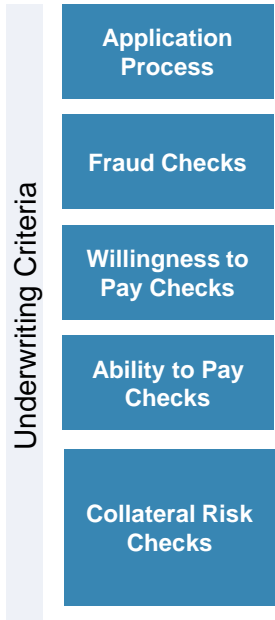 Underwriting Criteria
Application
Process
Fraud Checks
Willingness to
Pay Checks
Ability to Pay
Checks
Collateral Risk
Checks